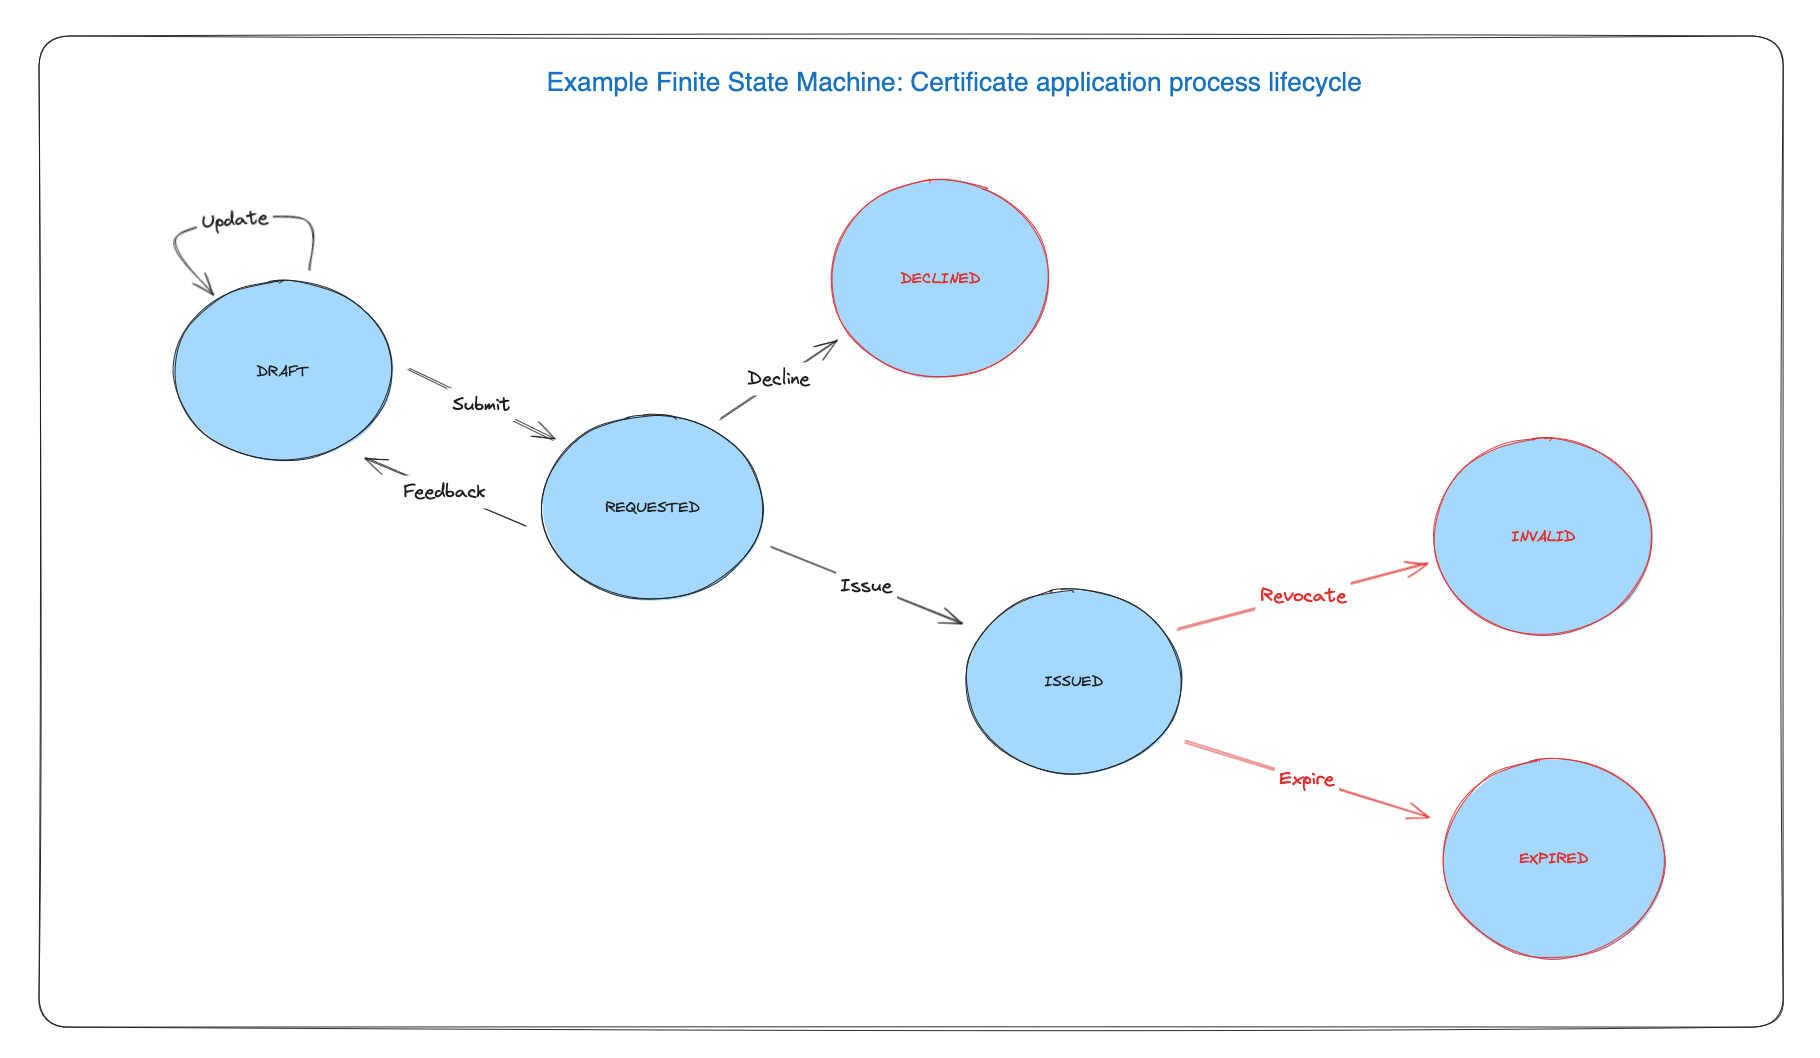 Example Finite State Machine: Certificate application process lifecycle
Update
DECLINED
DRAFT
Decline
Submit
Feedback
REQUESTED
INVALID
Issue
Revocate
ISSUED
Expire
EXPIRED